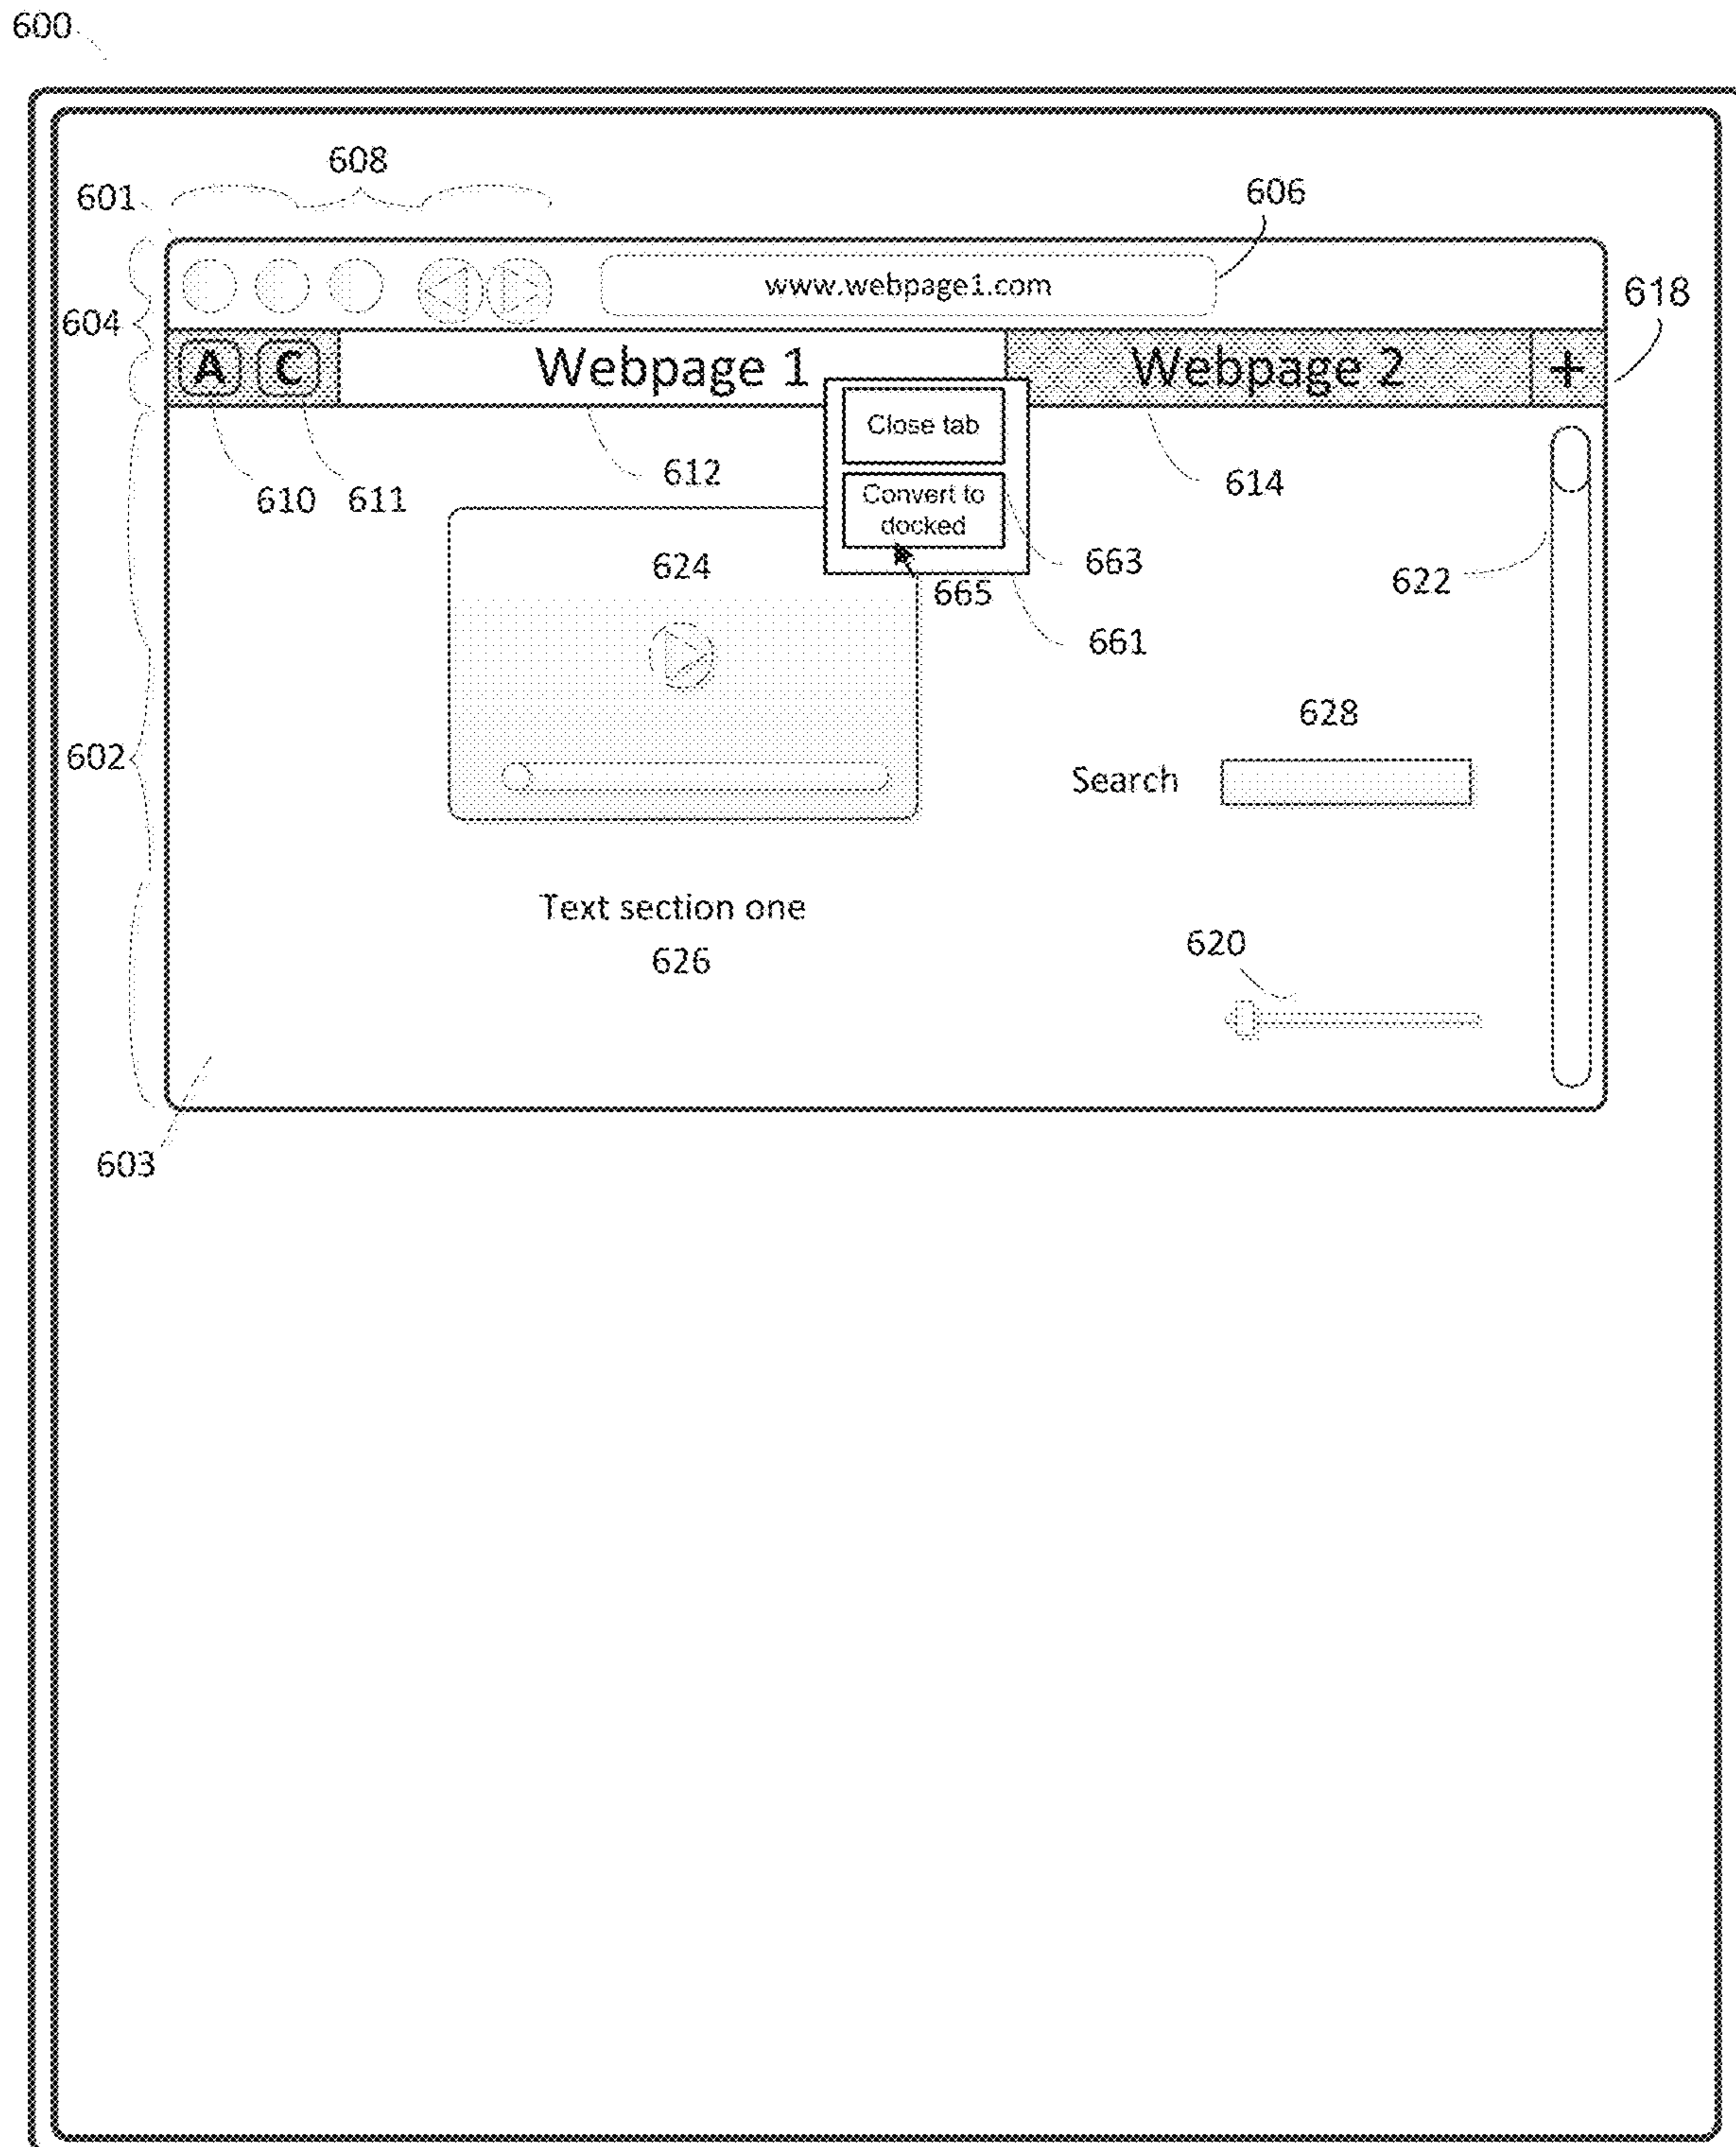 600
608
601
606
www.webpage1.com
618
604
A C Webpage 1 Webpage 2 +
Close tab
612
614
610 611
Convert to
docked
663
622
624
665
661
628
602
Search
Text section one
626
620
603